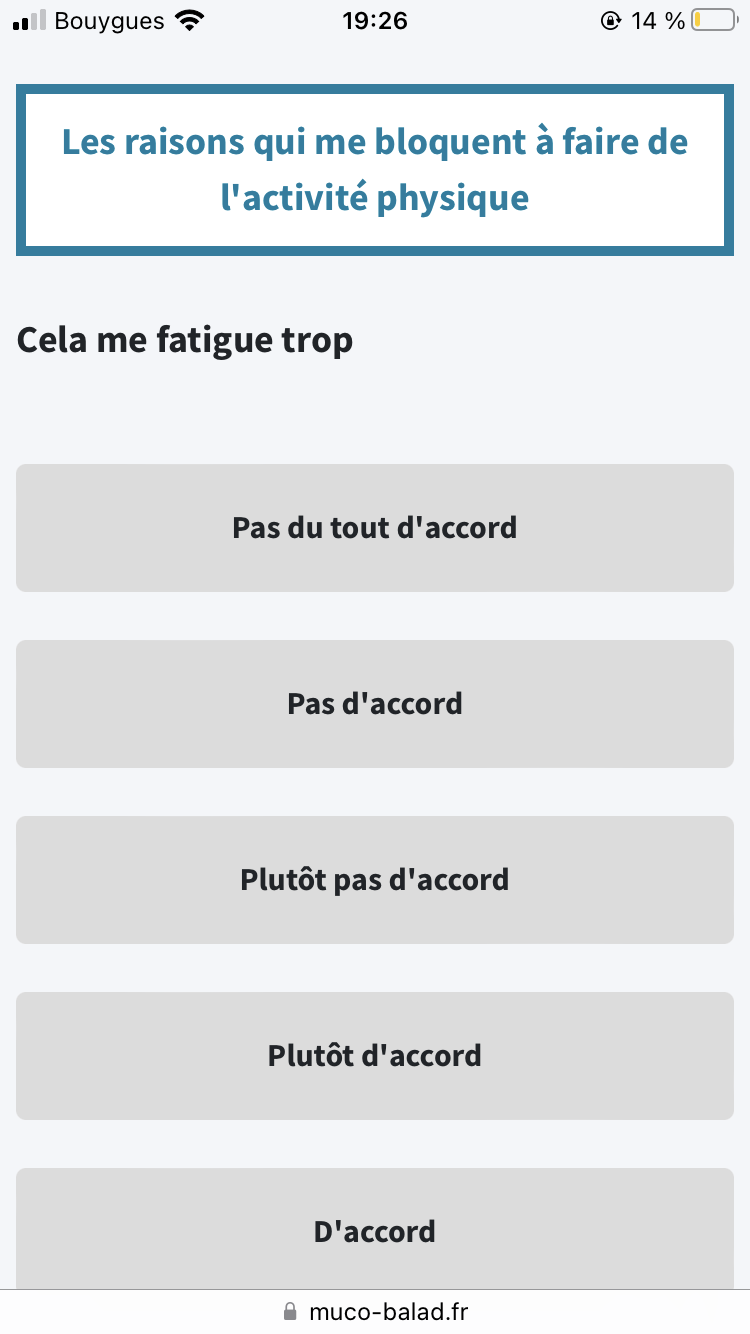 Bouygues 19:26 14 %
Les raisons qui me bloquent à faire de
l'activité physique
Cela me fatigue trop
Pas du tout d'accord
Pas d'accord
Plutôt pas d'accord
Plutôt d'accord
D'accord
muco-balad.fr